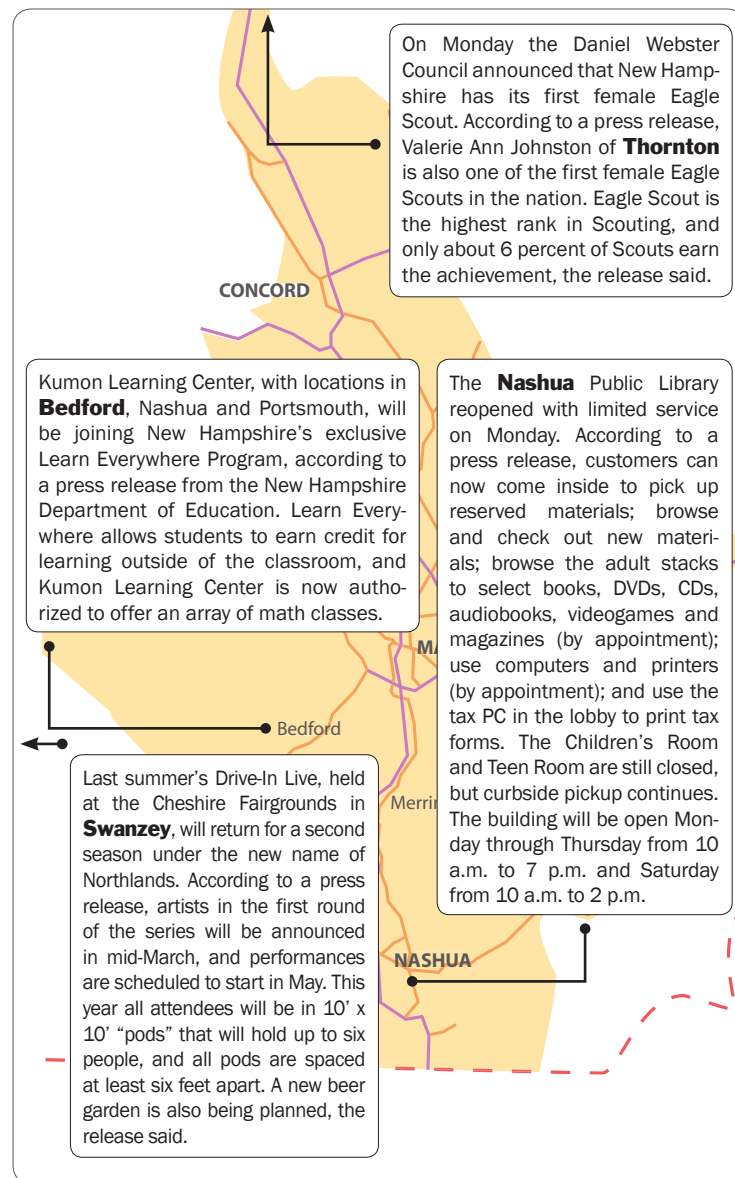 On Monday the Daniel Webster
Council announced that New Hamp-
shire has its first female Eagle
Scout. According to a press release,
Valerie Ann Johnston of Thornton
is also one of the first female Eagle
Scouts in the nation. Eagle Scout is
the highest rank in Scouting, and
only about 6 percent of Scouts earn
the achievement, the release said.
CONCORD
Kumon Learning Center, with locations in
Bedford, Nashua and Portsmouth, will
be joining New Hampshire’s exclusive
Learn Everywhere Program, according to
a press release from the New Hampshire
Department of Education. Learn Every-
where allows students to earn credit for
learning outside of the classroom, and
Kumon Learning Center is now autho-
rized to offer an array of math classes.
The Nashua Public Library
reopened with limited service
on Monday. According to a
press release, customers can
now come inside to pick up
reserved materials; browse
and check out new materi-
als; browse the adult stacks
to select books, DVDs, CDs,
audiobooks, videogames and
magazines (by appointment);
use computers and printers
(by appointment); and use the
tax PC in the lobby to print tax
forms. The Children’s Room
and Teen Room are still closed,
but curbside pickup continues.
The building will be open Mon-
day through Thursday from 10
a.m. to 7 p.m. and Saturday
from 10 a.m. to 2 p.m.
MA
Bedford
Merri
Last summer’s Drive-In Live, held
at the Cheshire Fairgrounds in
Swanzey, will return for a second
season under the new name of
Northlands. According to a press
release, artists in the first round
of the series will be announced
in mid-March, and performances
are scheduled to start in May. This
year all attendees will be in 10’ x
10’ “pods” that will hold up to six
people, and all pods are spaced
at least six feet apart. A new beer
garden is also being planned, the
release said.
NASHUA